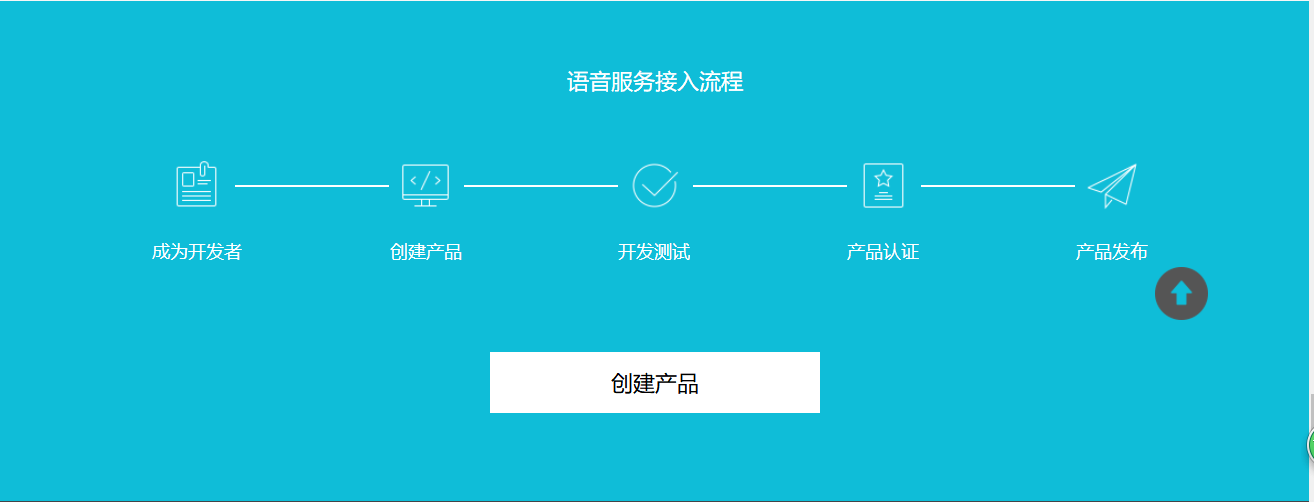 语音服务接入流程
成为开发者
创建产品
开发测试
产品认证
产品发布
创建产品